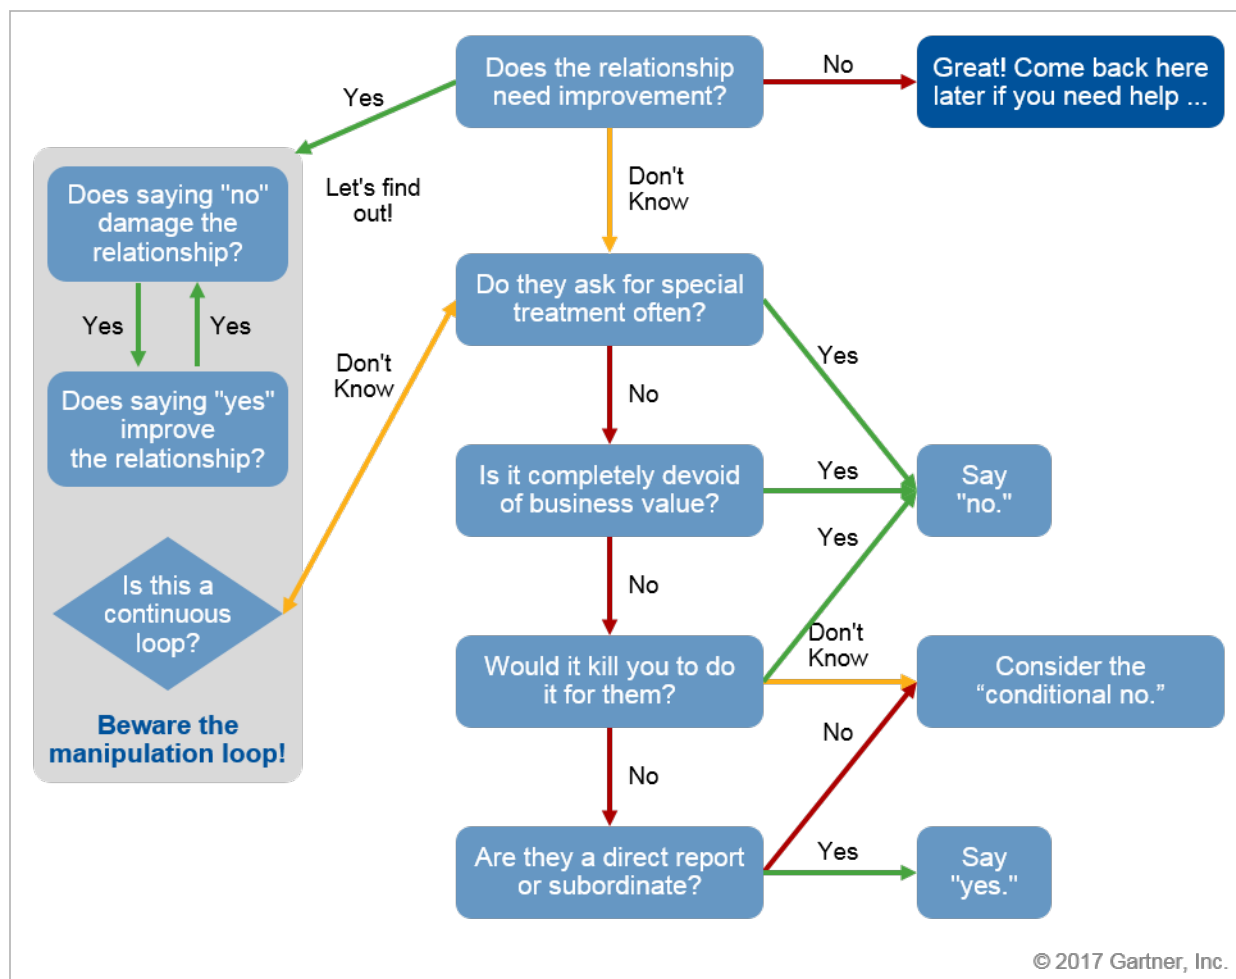 Does the relationship
need improvement?
No
Great! Come back here
later if you need help ...
Yes
Let's find
out!
Don't
Know
Does saying "no"
damage the
relationship?
Yes
Yes
Does saying "yes"
improve
the relationship?
Is this a
continuous
loop?
Beware the
manipulation loop!
Don't
Know
Do they ask for special
treatment often?
Yes
No
Is it completely devoid
of business value?
Yes
Say
"no."
No
Yes
Would it kill you to do
it for them?
Don't
Know
Consider the
“conditional no.”
No
No
Are they a direct report
or subordinate?
Yes
Say
"yes."
© 2017 Gartner, Inc.